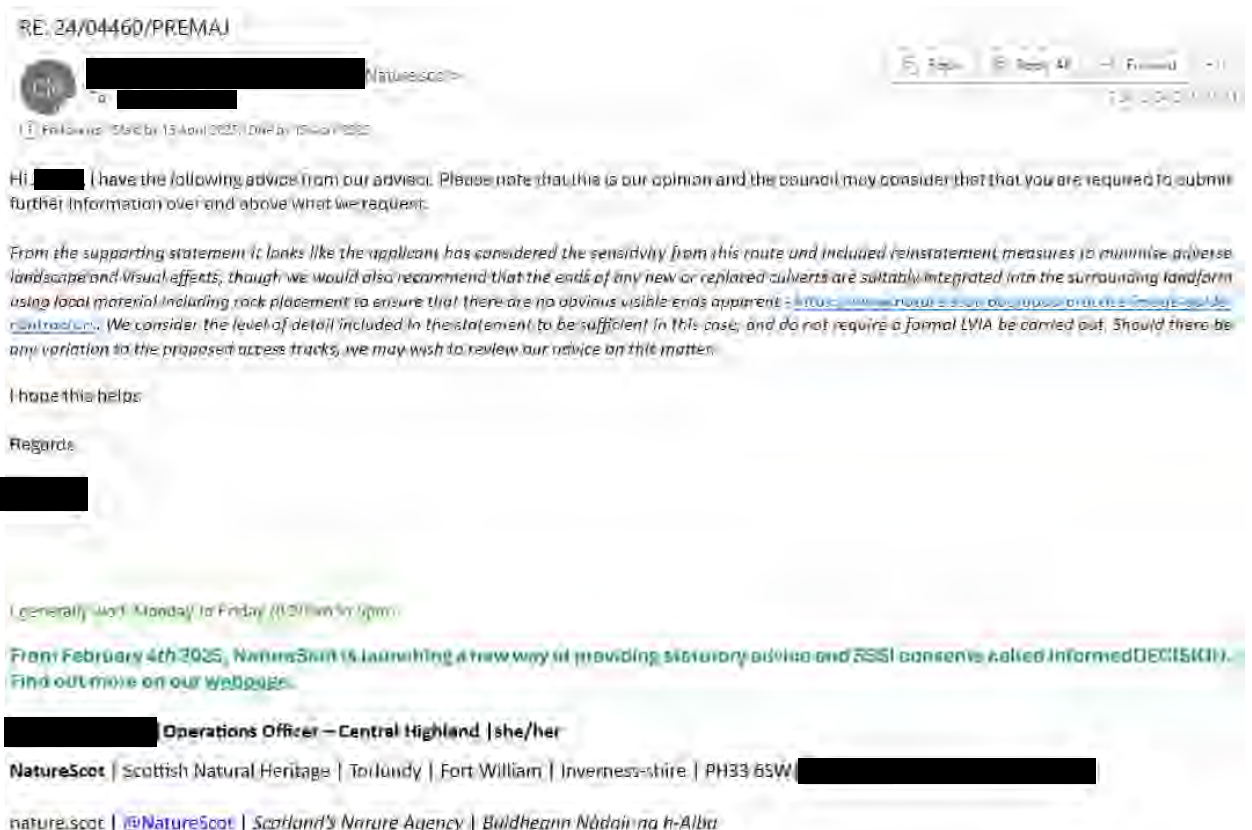 RE: 24/04460/PREMAJ
Naturescot>
To
Hi , I have the following advice from our advisor. Please note that this is our opinion and the council may consider that that you are required to submit
further information over and above what we request.
From the supporting statement it looks like the applicant has considered the sensitivity from this route and included reinstatement measures to minimise adverse
landscape and visual effects, though we would also recommend that the ends of any new or replaced culverts are suitably integrated into the surrounding landform
using local material including rock placement to ensure that there are no obvious visible ends apparent -
We consider the level of detail included in the statement to be sufficient in this case, and do not require a formal LVIA be carried out. Should there be
any variation to the proposed access tracks, we may wish to review our advice on this matter.
I hope this helps
Regards
I generally work Monday to Friday
From February 4th 2025, NatureScot is launching a new way of providing statutory advice and SSSI consents called InformedDECISION.
Find out more on our webpage.
Operations Officer – Central Highland | she/her
NatureScot | Scottish Natural Heritage | Torlundy | Fort William | Inverness-shire | PH33 6SW |
nature.scot | @NatureScot | Scotland's Nature Agency | Buidheann Nàdair na h-Alba